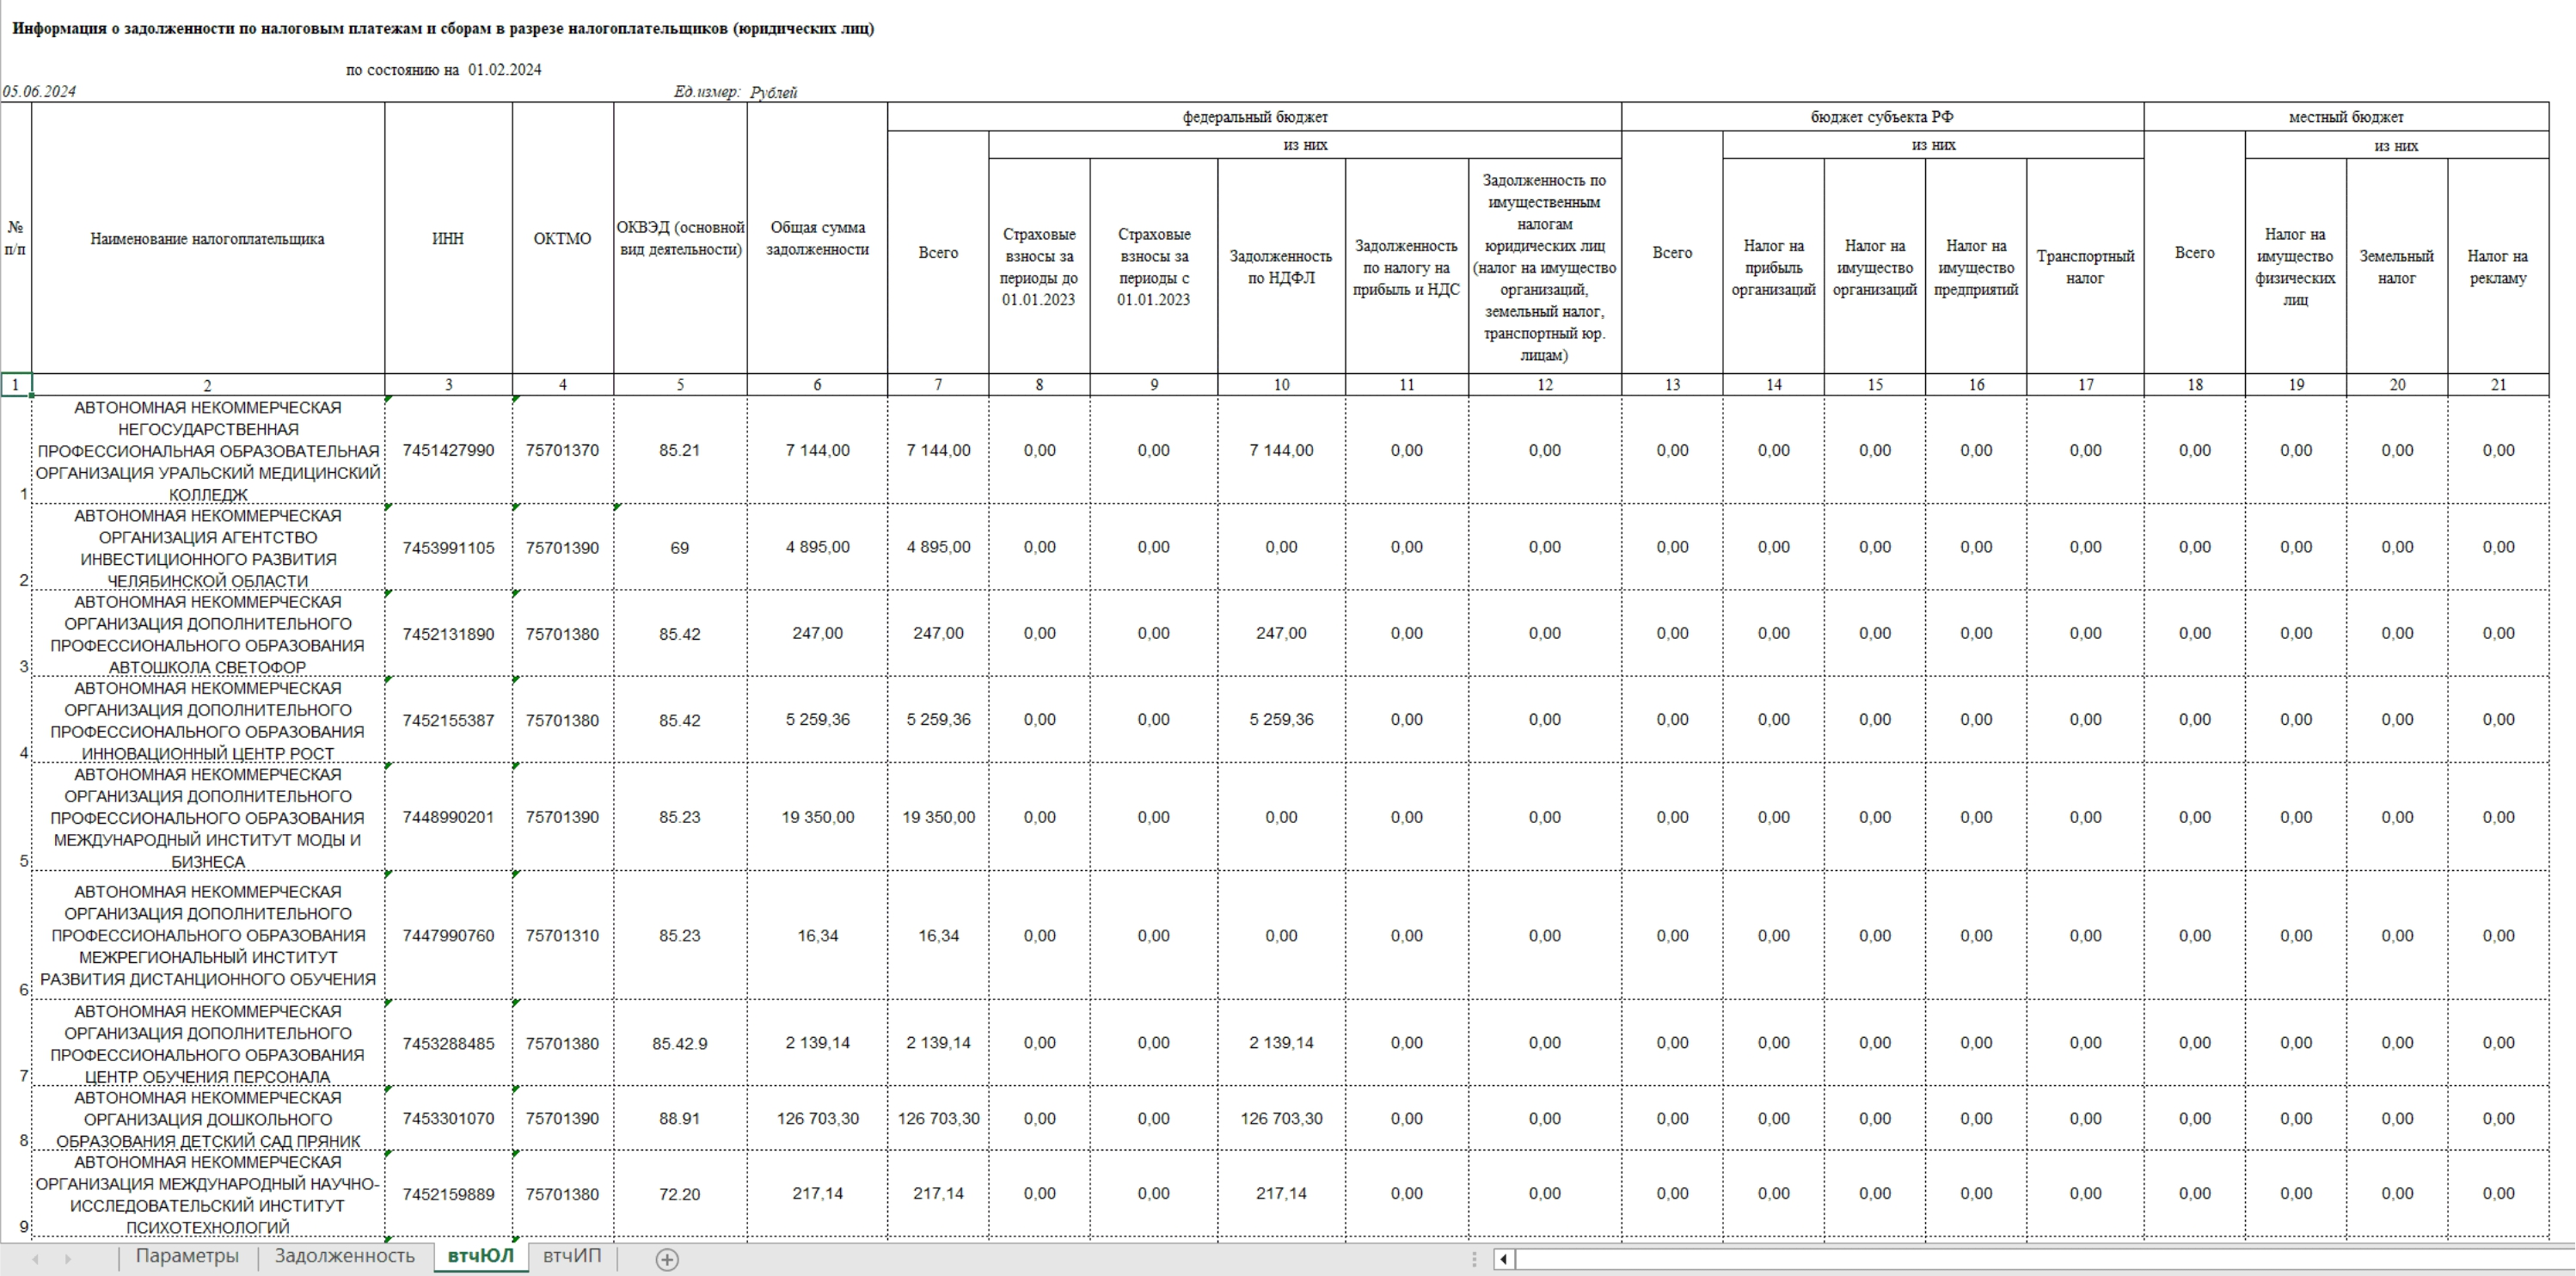 Информация о задолженности по налоговым платежам и сборам в разрезе налогоплательщиков (юридических лиц)
по состоянию на 01.02.2024
05.06.2024 Ед.измер: Рублей
федеральный бюджет бюджет субъекта РФ местный бюджет
из них из них из них
№ п/п
Наименование налогоплательщика
ИНН
ОКТМО
ОКВЭД (основной
вид деятельности)
Общая сумма
задолженности
Всего
Страховые
взносы за
периоды до
01.01.2023
Страховые
взносы за
периоды с
01.01.2023
Задолженность
по НДФЛ
Задолженность
по налогу на
прибыль и НДС
Задолженность по
имущественным
налогам
юридических лиц
(налог на имущество
организаций,
земельный налог,
транспортный юр.
лицам)
Всего
Налог на
прибыль
организаций
Налог на
имущество
организаций
Налог на
имущество
предприятий
Транспортный
налог
Всего
Налог на
имущество
физических
лиц
Земельный
налог
Налог на
рекламу
1 2 3 4 5 6 7 8 9 10 11 12 13 14 15 16 17 18 19 20 21
АВТОНОМНАЯ НЕКОММЕРЧЕСКАЯ
НЕГОСУДАРСТВЕННАЯ
ПРОФЕССИОНАЛЬНАЯ ОБРАЗОВАТЕЛЬНАЯ
ОРГАНИЗАЦИЯ УРАЛЬСКИЙ МЕДИЦИНСКИЙ
1 КОЛЛЕДЖ
7451427990 75701370 85.21 7 144,00 7 144,00 0,00 0,00 7 144,00 0,00 0,00 0,00 0,00 0,00 0,00 0,00 0,00 0,00 0,00 0,00
АВТОНОМНАЯ НЕКОММЕРЧЕСКАЯ
ОРГАНИЗАЦИЯ АГЕНТСТВО
ИНВЕСТИЦИОННОГО РАЗВИТИЯ
2 ЧЕЛЯБИНСКОЙ ОБЛАСТИ
7453991105 75701390 69 4 895,00 4 895,00 0,00 0,00 0,00 0,00 0,00 0,00 0,00 0,00 0,00 0,00 0,00 0,00 0,00 0,00
АВТОНОМНАЯ НЕКОММЕРЧЕСКАЯ
ОРГАНИЗАЦИЯ ДОПОЛНИТЕЛЬНОГО
ПРОФЕССИОНАЛЬНОГО ОБРАЗОВАНИЯ
3 АВТОШКОЛА СВЕТОФОР
7452131890 75701380 85.42 247,00 247,00 0,00 0,00 247,00 0,00 0,00 0,00 0,00 0,00 0,00 0,00 0,00 0,00 0,00 0,00
АВТОНОМНАЯ НЕКОММЕРЧЕСКАЯ
ОРГАНИЗАЦИЯ ДОПОЛНИТЕЛЬНОГО
ПРОФЕССИОНАЛЬНОГО ОБРАЗОВАНИЯ
4 ИННОВАЦИОННЫЙ ЦЕНТР РОСТ
7452155387 75701380 85.42 5 259,36 5 259,36 0,00 0,00 5 259,36 0,00 0,00 0,00 0,00 0,00 0,00 0,00 0,00 0,00 0,00 0,00
АВТОНОМНАЯ НЕКОММЕРЧЕСКАЯ
ОРГАНИЗАЦИЯ ДОПОЛНИТЕЛЬНОГО
ПРОФЕССИОНАЛЬНОГО ОБРАЗОВАНИЯ
МЕЖДУНАРОДНЫЙ ИНСТИТУТ МОДЫ И
5 БИЗНЕСА
7448990201 75701390 85.23 19 350,00 19 350,00 0,00 0,00 0,00 0,00 0,00 0,00 0,00 0,00 0,00 0,00 0,00 0,00 0,00 0,00
АВТОНОМНАЯ НЕКОММЕРЧЕСКАЯ
ОРГАНИЗАЦИЯ ДОПОЛНИТЕЛЬНОГО
ПРОФЕССИОНАЛЬНОГО ОБРАЗОВАНИЯ
МЕЖРЕГИОНАЛЬНЫЙ ИНСТИТУТ
6 РАЗВИТИЯ ДИСТАНЦИОННОГО ОБУЧЕНИЯ
7447990760 75701310 85.23 16,34 16,34 0,00 0,00 0,00 0,00 0,00 0,00 0,00 0,00 0,00 0,00 0,00 0,00 0,00 0,00
АВТОНОМНАЯ НЕКОММЕРЧЕСКАЯ
ОРГАНИЗАЦИЯ ДОПОЛНИТЕЛЬНОГО
ПРОФЕССИОНАЛЬНОГО ОБРАЗОВАНИЯ
7 ЦЕНТР ОБУЧЕНИЯ ПЕРСОНАЛА
7453288485 75701380 85.42.9 2 139,14 2 139,14 0,00 0,00 2 139,14 0,00 0,00 0,00 0,00 0,00 0,00 0,00 0,00 0,00 0,00 0,00
АВТОНОМНАЯ НЕКОММЕРЧЕСКАЯ
ОРГАНИЗАЦИЯ ДОШКОЛЬНОГО
8 ОБРАЗОВАНИЯ ДЕТСКИЙ САД ПРЯНИК
7453301070 75701390 88.91 126 703,30 126 703,30 0,00 0,00 126 703,30 0,00 0,00 0,00 0,00 0,00 0,00 0,00 0,00 0,00 0,00 0,00
АВТОНОМНАЯ НЕКОММЕРЧЕСКАЯ
ОРГАНИЗАЦИЯ МЕЖДУНАРОДНЫЙ НАУЧНО-
ИССЛЕДОВАТЕЛЬСКИЙ ИНСТИТУТ
9 ПСИХОТЕХНОЛОГИЙ
7452159889 75701380 72.20 217,14 217,14 0,00 0,00 217,14 0,00 0,00 0,00 0,00 0,00 0,00 0,00 0,00 0,00 0,00 0,00
Параметры Задолженность втчЮЛ втчИП